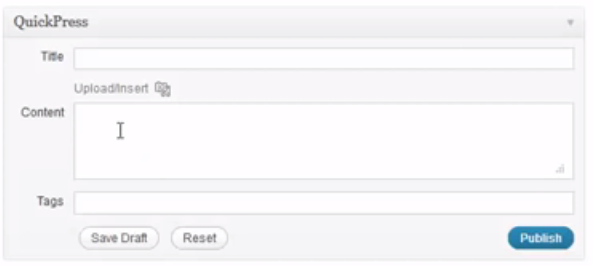 QuickPress
Title
Upload/Insert
Content
Tags
Save Draft Reset Publish